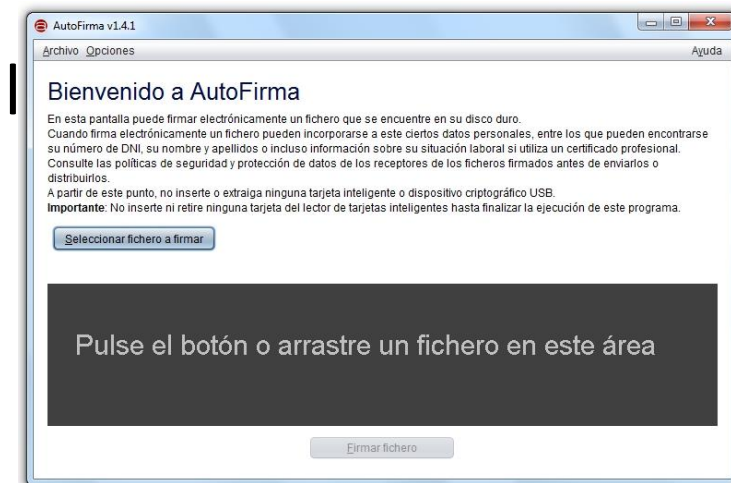 AutoFirma v1.4.1
Archivo Opciones Ayuda
Bienvenido a AutoFirma
En esta pantalla puede firmar electrónicamente un fichero que se encuentre en su disco duro.
Cuando firma electrónicamente un fichero pueden incorporarse a este ciertos datos personales, entre los que pueden encontrarse
su número de DNI, su nombre y apellidos o incluso información sobre su situación laboral si utiliza un certificado profesional.
Consulte las políticas de seguridad y protección de datos de los receptores de los ficheros firmados antes de enviarlos o
distribuirlos.
A partir de este punto, no inserte o extraiga ninguna tarjeta inteligente o dispositivo criptográfico USB.
Importante: No inserte ni retire ninguna tarjeta del lector de tarjetas inteligentes hasta finalizar la ejecución de este programa.
Seleccionar fichero a firmar
Pulse el botón o arrastre un fichero en este área
Firmar fichero